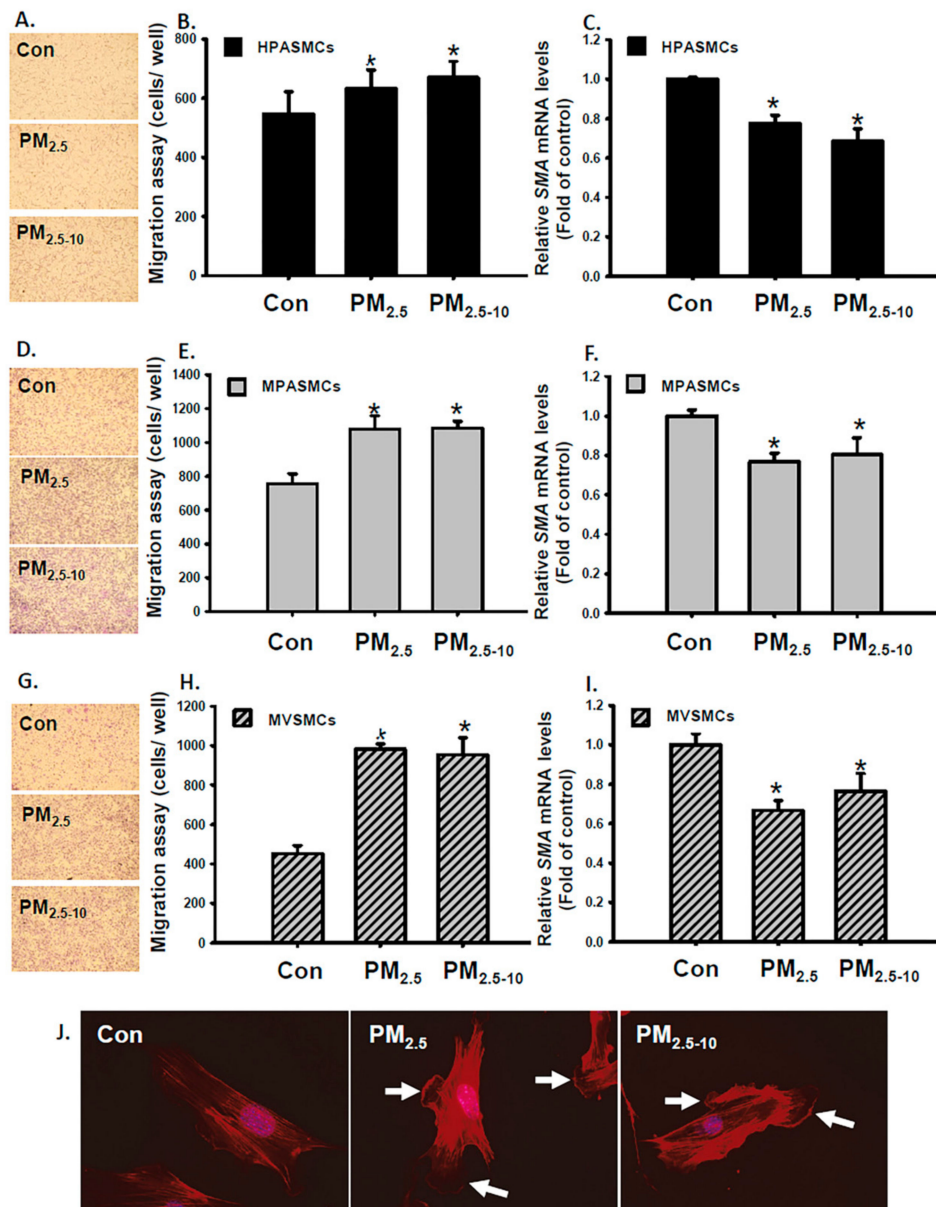 A.
Con
PM2.5
PM2.5-10
B.
Migration assay (cells/ well)
800
600
400
200
0
HPASMCs
* *
Con PM2.5 PM2.5-10
C.
Relative SMA mRNA levels
(Fold of control)
1.2
1.0
0.8
0.6
0.4
0.2
0.0
HPASMCs
* *
Con PM2.5 PM2.5-10
D.
Con
PM2.5
PM2.5-10
E.
Migration assay (cells/ well)
1400
1200
1000
800
600
400
200
0
MPASMCs
* *
Con PM2.5 PM2.5-10
F.
Relative SMA mRNA levels
(Fold of control)
1.2
1.0
0.8
0.6
0.4
0.2
0.0
MPASMCs
* *
Con PM2.5 PM2.5-10
G.
Con
PM2.5
PM2.5-10
H.
Migration assay (cells/ well)
1200
1000
800
600
400
200
0
MVSMCs
* *
Con PM2.5 PM2.5-10
I.
Relative SMA mRNA levels
(Fold of control)
1.2
1.0
0.8
0.6
0.4
0.2
0.0
MVSMCs
* *
Con PM2.5 PM2.5-10
J.
Con
PM2.5
PM2.5-10